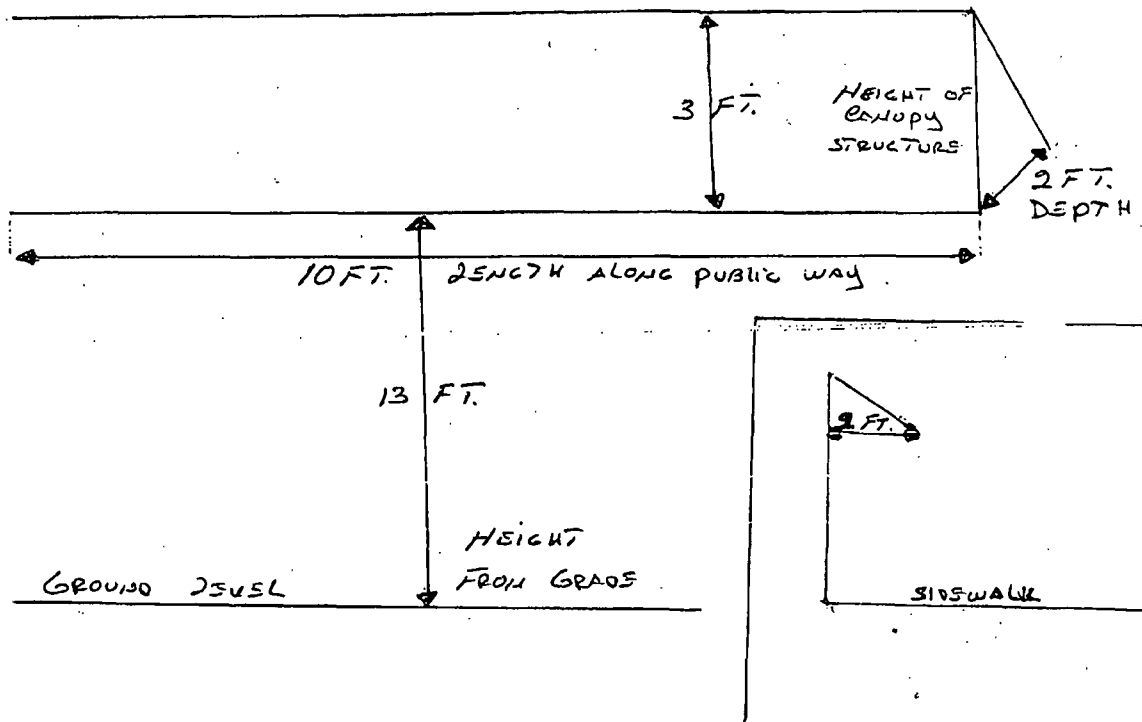 3 FT.
HEIGHT OF
CANOPY
STRUCTURE
2 FT.
DEPTH
10 FT. LENGTH ALONG PUBLIC WAY
13 FT.
HEIGHT
FROM GRADE
GROUND LEVEL
2 FT.
SIDEWALK